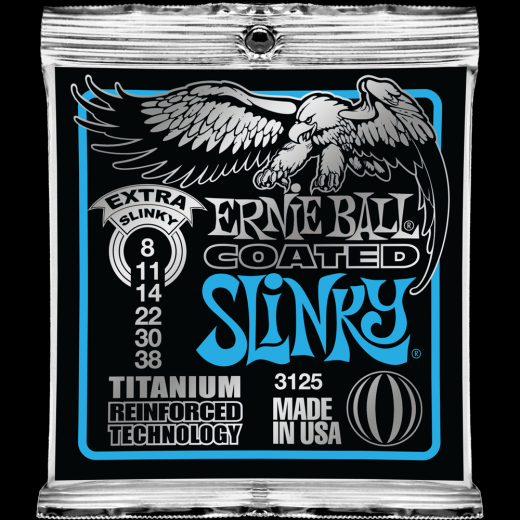 EXTRA
SLINKY
8
11
14
22
30
38
ERNIE BALL®
COATED
SLINKY®
TITANIUM
REINFORCED
TECHNOLOGY
3125
MADE
IN USA